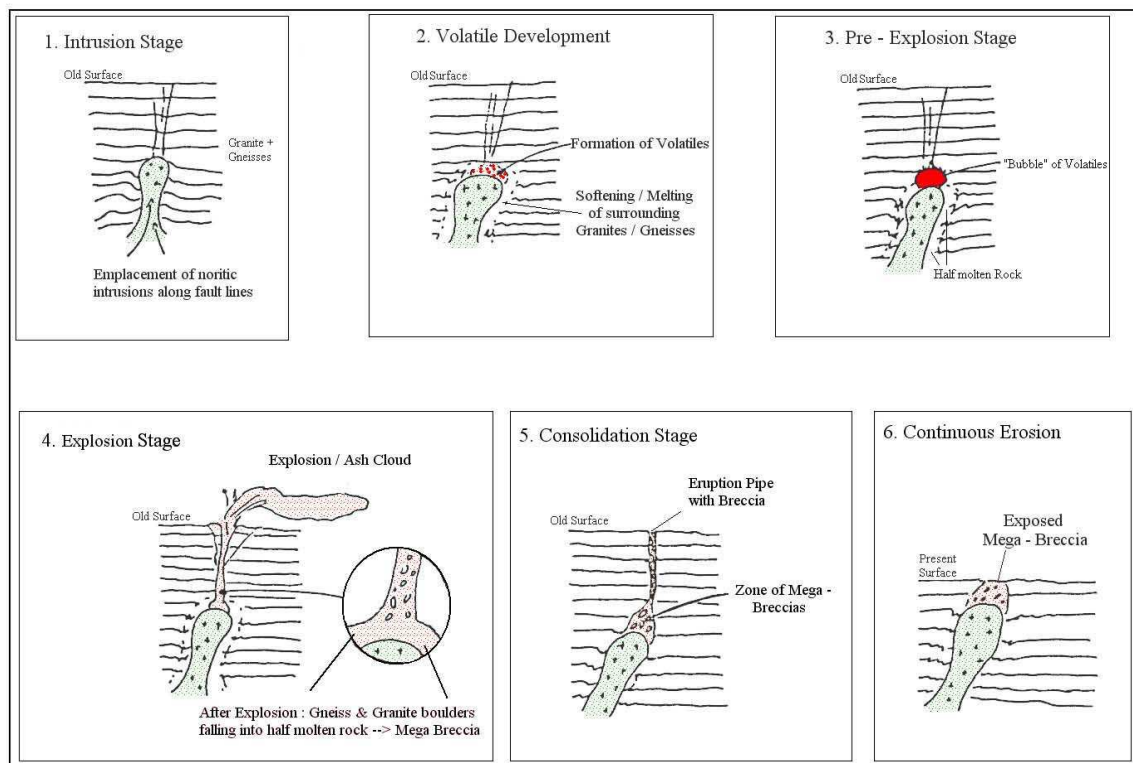 1. Intrusion Stage
Old Surface
Granite +
Gneisses
Emplacement of noritic
intrusions along fault lines
2. Volatile Development
Old Surface
Formation of Volatiles
Softening / Melting
of surrounding
Granites / Gneisses
3. Pre - Explosion Stage
Old Surface
"Bubble" of Volatiles
Half molten Rock
4. Explosion Stage
Explosion / Ash Cloud
Old Surface
After Explosion : Gneiss & Granite boulders
falling into half molten rock --> Mega Breccia
5. Consolidation Stage
Eruption Pipe
with Breccia
Old Surface
Zone of Mega -
Breccias
6. Continuous Erosion
Exposed
Mega - Breccia
Present
Surface